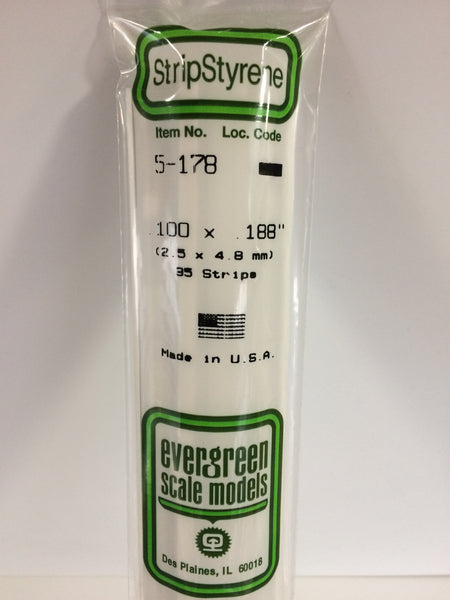 StripStyrene
Item No. Loc. Code
5-178
.100 x .188"
(2.5 x 4.8 mm)
35 Strips
Made in U.S.A.
evergreen
scale models
Des Plaines, IL 60018